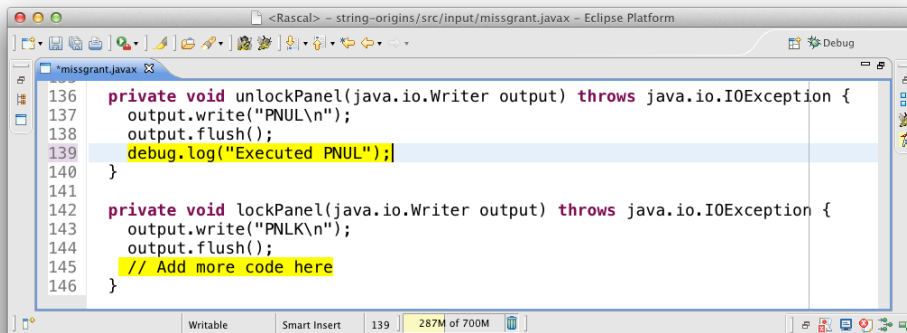 <Rascal> - string-origins/src/input/missgrant.javax - Eclipse Platform
Debug
*missgrant.javax
136 private void unlockPanel(java.io.Writer output) throws java.io.IOException {
137 output.write("PNUL\n");
138 output.flush();
139 debug.log("Executed PNUL");
140 }
141
142 private void lockPanel(java.io.Writer output) throws java.io.IOException {
143 output.write("PNLK\n");
144 output.flush();
145 // Add more code here
146 }
Writable Smart Insert 139 287M of 700M